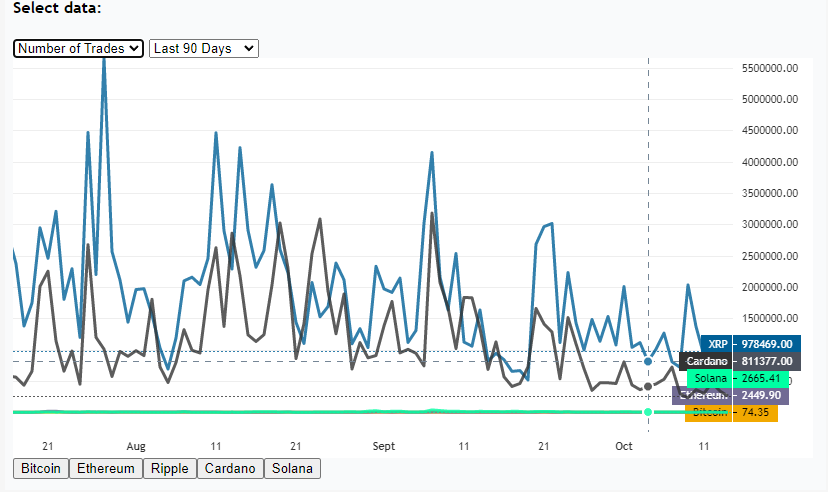 Select data:
Number of Trades Last 90 Days
5500000.00
5000000.00
4500000.00
4000000.00
3500000.00
3000000.00
2500000.00
2000000.00
1500000.00
XRP - 978469.00
Cardano - 811377.00
Solana - 2665.41
Ethereum - 2449.90
Bitcoin - 74.35
21 Aug 11 21 Sept 11 21 Oct 11
Bitcoin Ethereum Ripple Cardano Solana